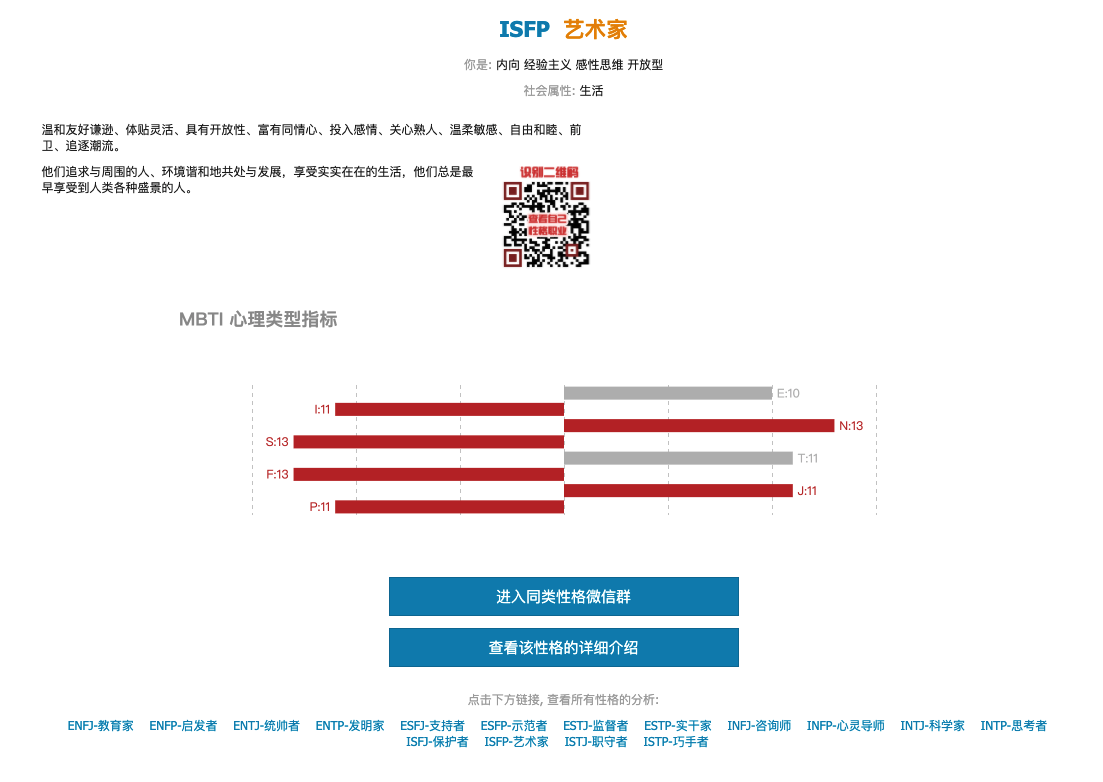 ISFP 艺术家
你是: 内向 经验主义 感性思维 开放型
社会属性: 生活
温和友好谦逊、体贴灵活、具有开放性、富有同情心、投入感情、关心熟人、温柔敏感、自由和睦、前
卫、追逐潮流。
他们追求与周围的人、环境谐和地共处与发展，享受实实在在的生活，他们总是最
早享受到人类各种盛景的人。
识别二维码
查看自己
性格职业
MBTI 心理类型指标
E:10
I:11
N:13
S:13
T:11
F:13
J:11
P:11
进入同类性格微信群
查看该性格的详细介绍
点击下方链接, 查看所有性格的分析:
ENFJ-教育家 ENFP-启发者 ENTJ-统帅者 ENTP-发明家 ESFJ-支持者 ESFP-示范者 ESTJ-监督者 ESTP-实干家 INFJ-咨询师 INFP-心灵导师 INTJ-科学家 INTP-思考者
ISFJ-保护者 ISFP-艺术家 ISTJ-职守者 ISTP-巧手者